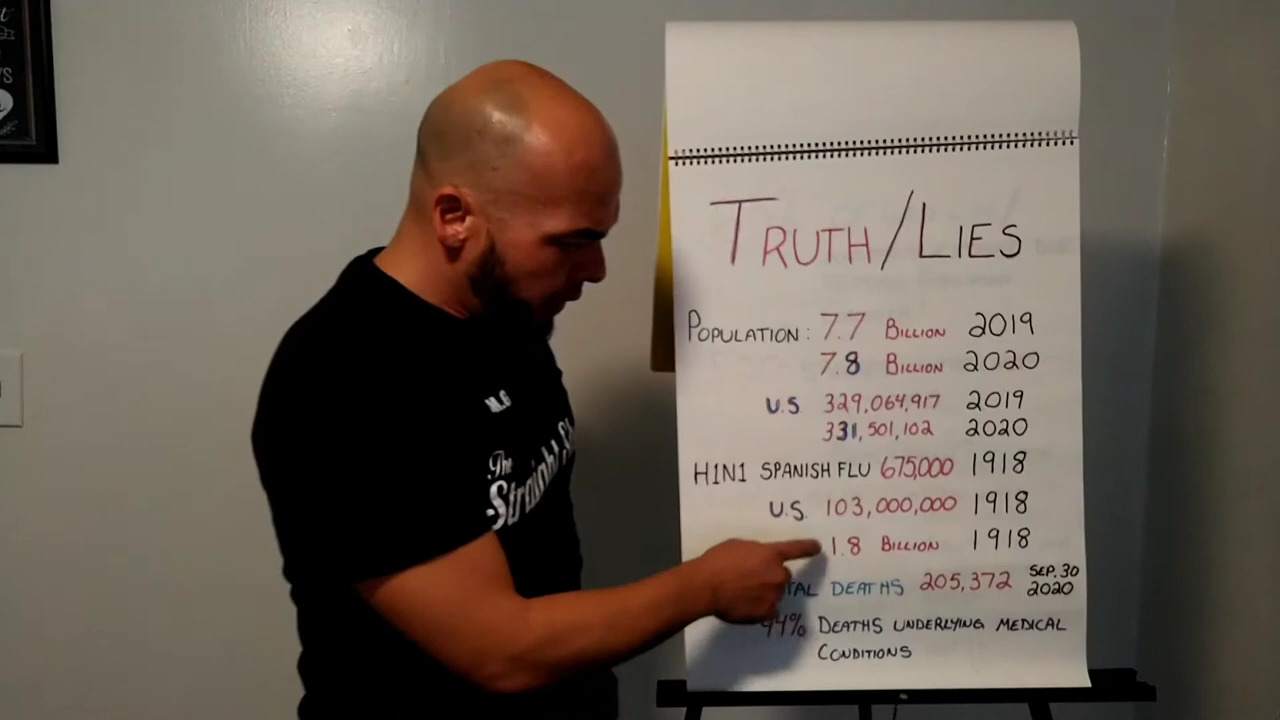 TRUTH/LIES
POPULATION: 7.7 BILLION 2019
7.8 BILLION 2020
U.S. 329,064,917 2019
331,501,102 2020
H1N1 SPANISH FLU 675,000 1918
U.S. 103,000,000 1918
1.8 BILLION 1918
DEATHS 205,372 SEP. 30 2020
94% DEATHS UNDERLYING MEDICAL
CONDITIONS
The